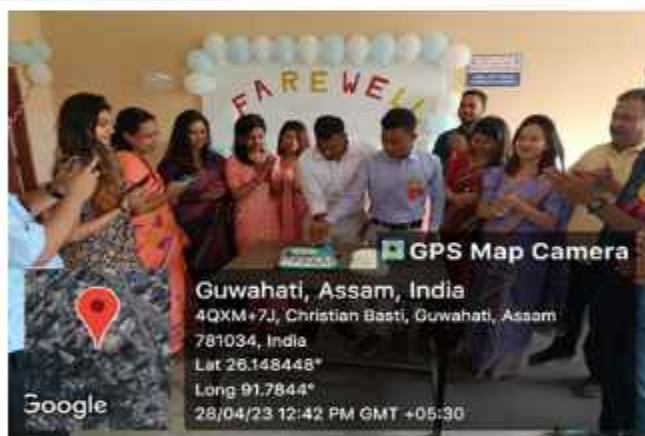 FAREWELL
GPS Map Camera
Guwahati, Assam, India
4QXM+7J, Christian Basti, Guwahati, Assam
781034, India
Lat 26.148448°
Long 91.7844°
28/04/23 12:42 PM GMT +05:30
Google